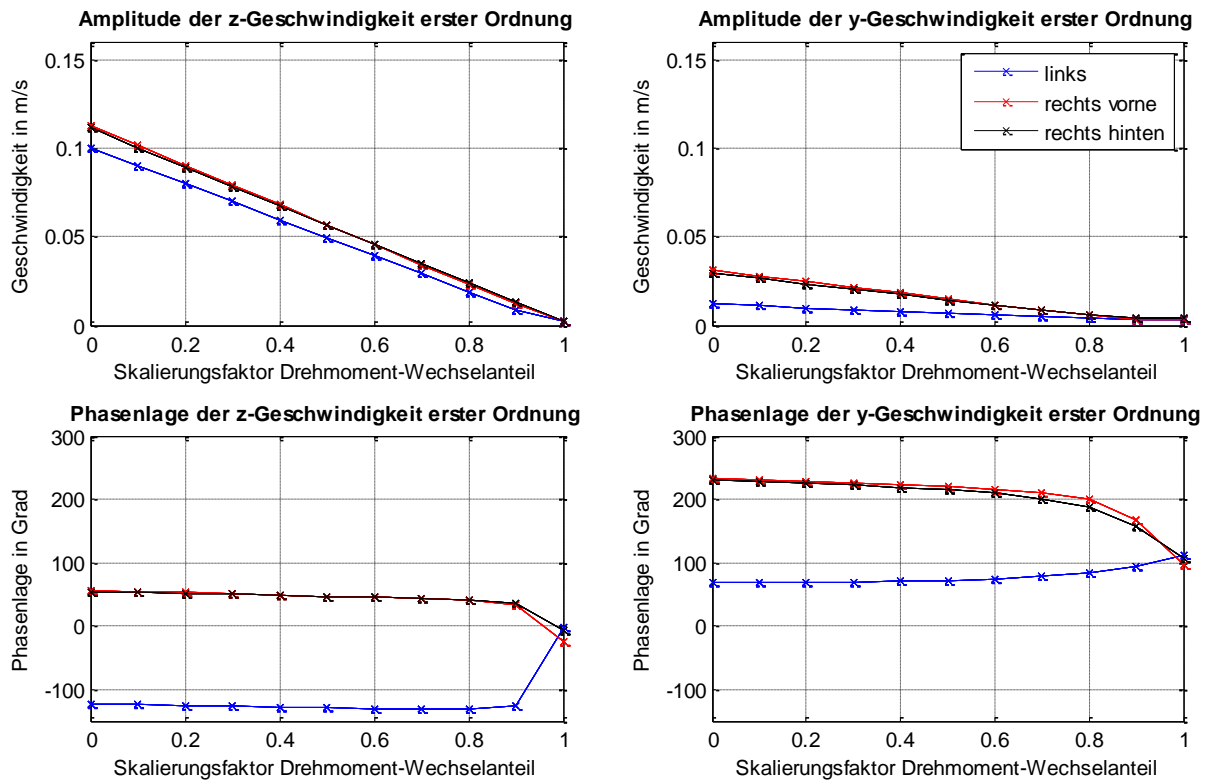 Amplitude der z-Geschwindigkeit erster Ordnung
0.15
0.1
0.05
0
Geschwindigkeit in m/s
0 0.2 0.4 0.6 0.8 1
Skalierungsfaktor Drehmoment-Wechselanteil
Amplitude der y-Geschwindigkeit erster Ordnung
0.15
0.1
0.05
0
Geschwindigkeit in m/s
links
rechts vorne
rechts hinten
0 0.2 0.4 0.6 0.8 1
Skalierungsfaktor Drehmoment-Wechselanteil
Phasenlage der z-Geschwindigkeit erster Ordnung
300
200
100
0
-100
Phasenlage in Grad
0 0.2 0.4 0.6 0.8 1
Skalierungsfaktor Drehmoment-Wechselanteil
Phasenlage der y-Geschwindigkeit erster Ordnung
300
200
100
0
-100
Phasenlage in Grad
0 0.2 0.4 0.6 0.8 1
Skalierungsfaktor Drehmoment-Wechselanteil